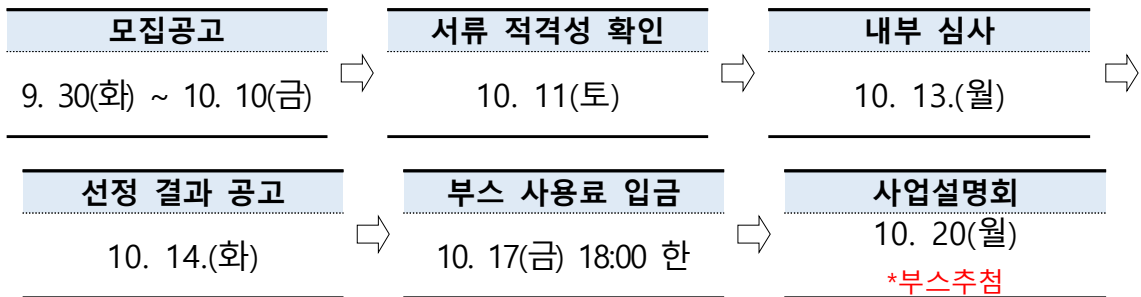 모집공고
9. 30(화) ~ 10. 10(금)
서류 적격성 확인
10. 11(토)
내부 심사
10. 13.(월)
선정 결과 공고
10. 14.(화)
부스 사용료 입금
10. 17(금) 18:00 한
사업설명회
10. 20(월)
*부스추첨